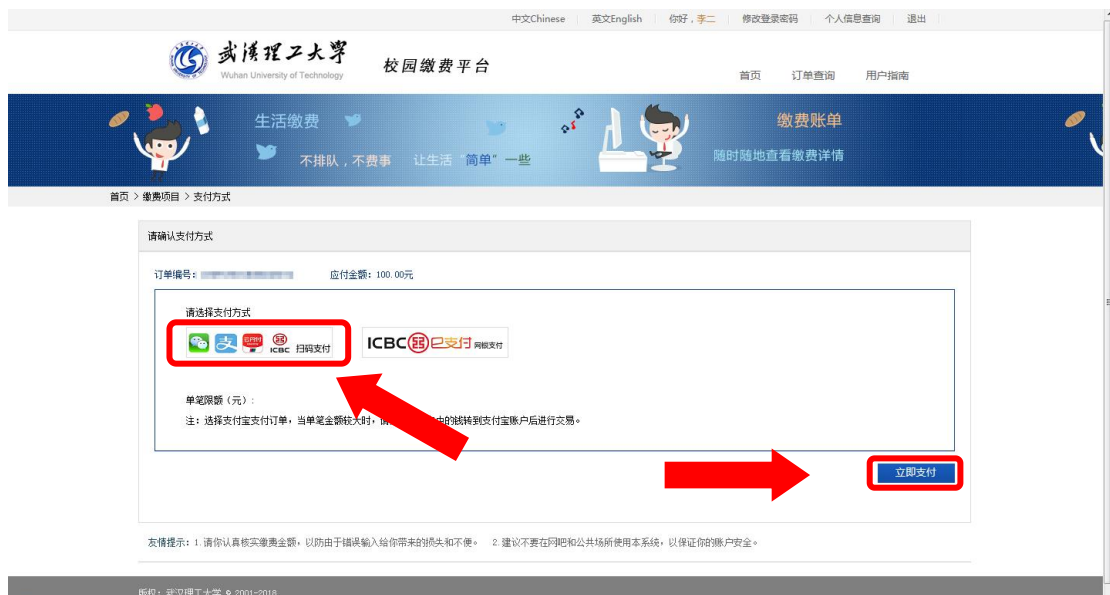 中文Chinese 英文English 你好，李二 修改登录密码 个人信息查询 退出
武汉理工大学
Wuhan University of Technology
校园缴费平台
首页 订单查询 用户指南
生活缴费
不排队，不费事 让生活“简单”一些
缴费账单
随时随地查看缴费详情
首页 > 缴费项目 > 支付方式
请确认支付方式
订单编号： 应付金额：100.00元
请选择支付方式
支 ICBC 扫码支付 ICBC 已支付 网银支付
单笔限额（元）：
注：选择支付宝支付订单，当单笔金额较大时， 中的钱转到支付宝账户后进行交易。
立即支付
友情提示：1.请你认真核实缴费金额，以防由于错误输入给你带来的损失和不便。 2.建议不要在网吧和公共场所使用本系统，以保证你的账户安全。
版权：武汉理工大学 © 2001-2018